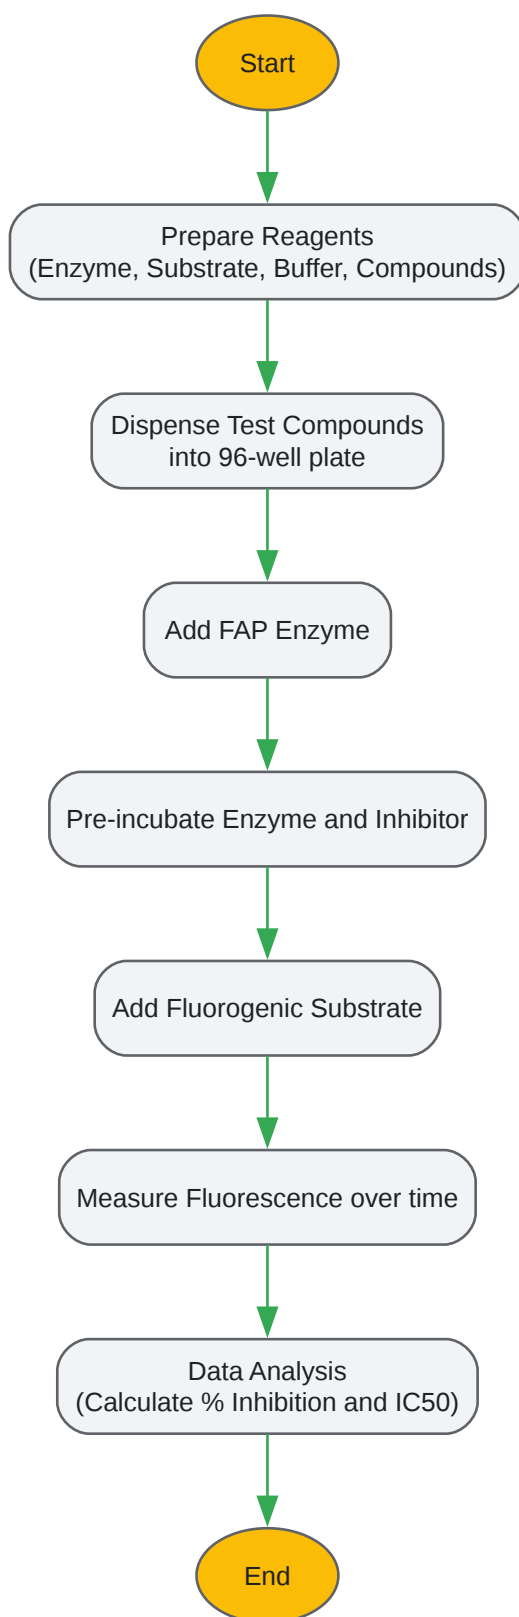 Start
Prepare Reagents
(Enzyme, Substrate, Buffer, Compounds)
Dispense Test Compounds
into 96-well plate
Add FAP Enzyme
Pre-incubate Enzyme and Inhibitor
Add Fluorogenic Substrate
Measure Fluorescence over time
Data Analysis
(Calculate % Inhibition and IC50)
End